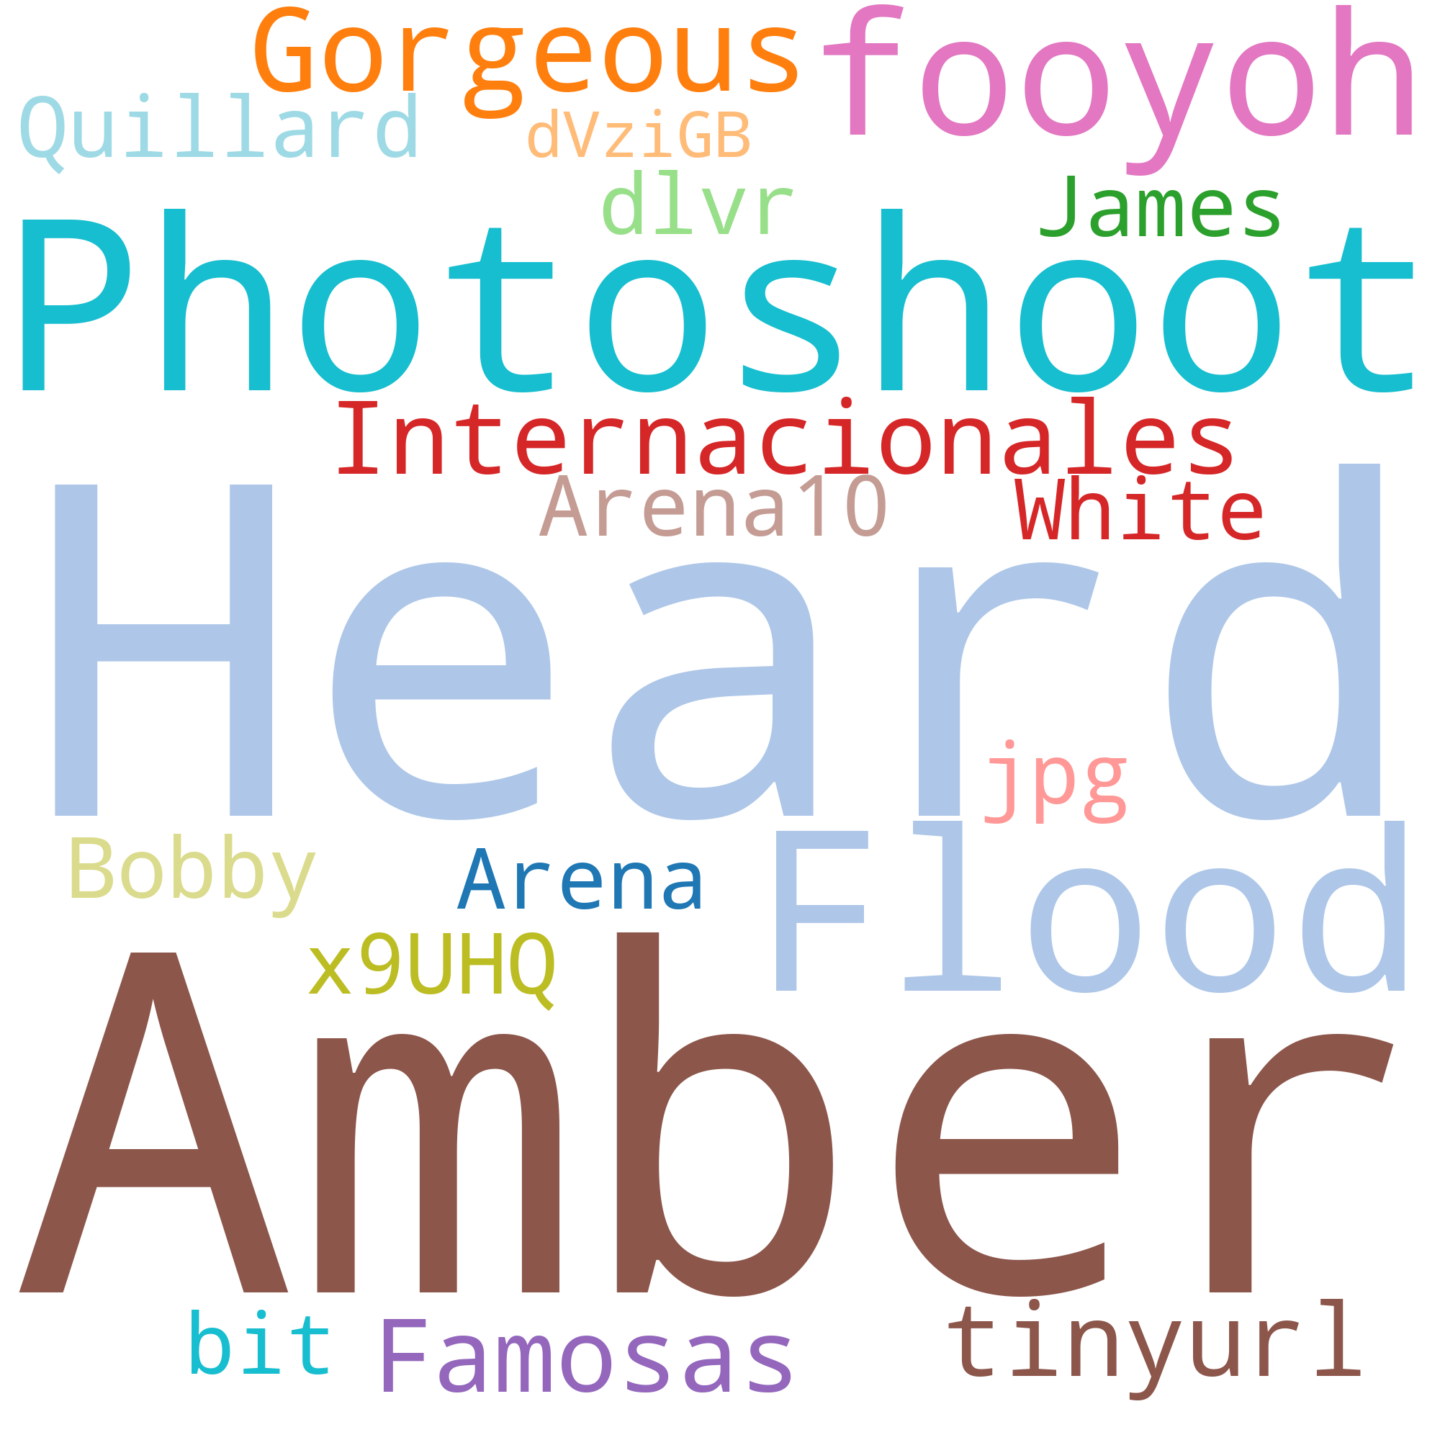 Gorgeous fooyoh
Quillard dVziGB
dlvr James
Photoshoot
Internacionales
Arena10 White
Heard
jpg
Bobby Arena Flood
x9UHQ
Amber
bit Famosas tinyurl